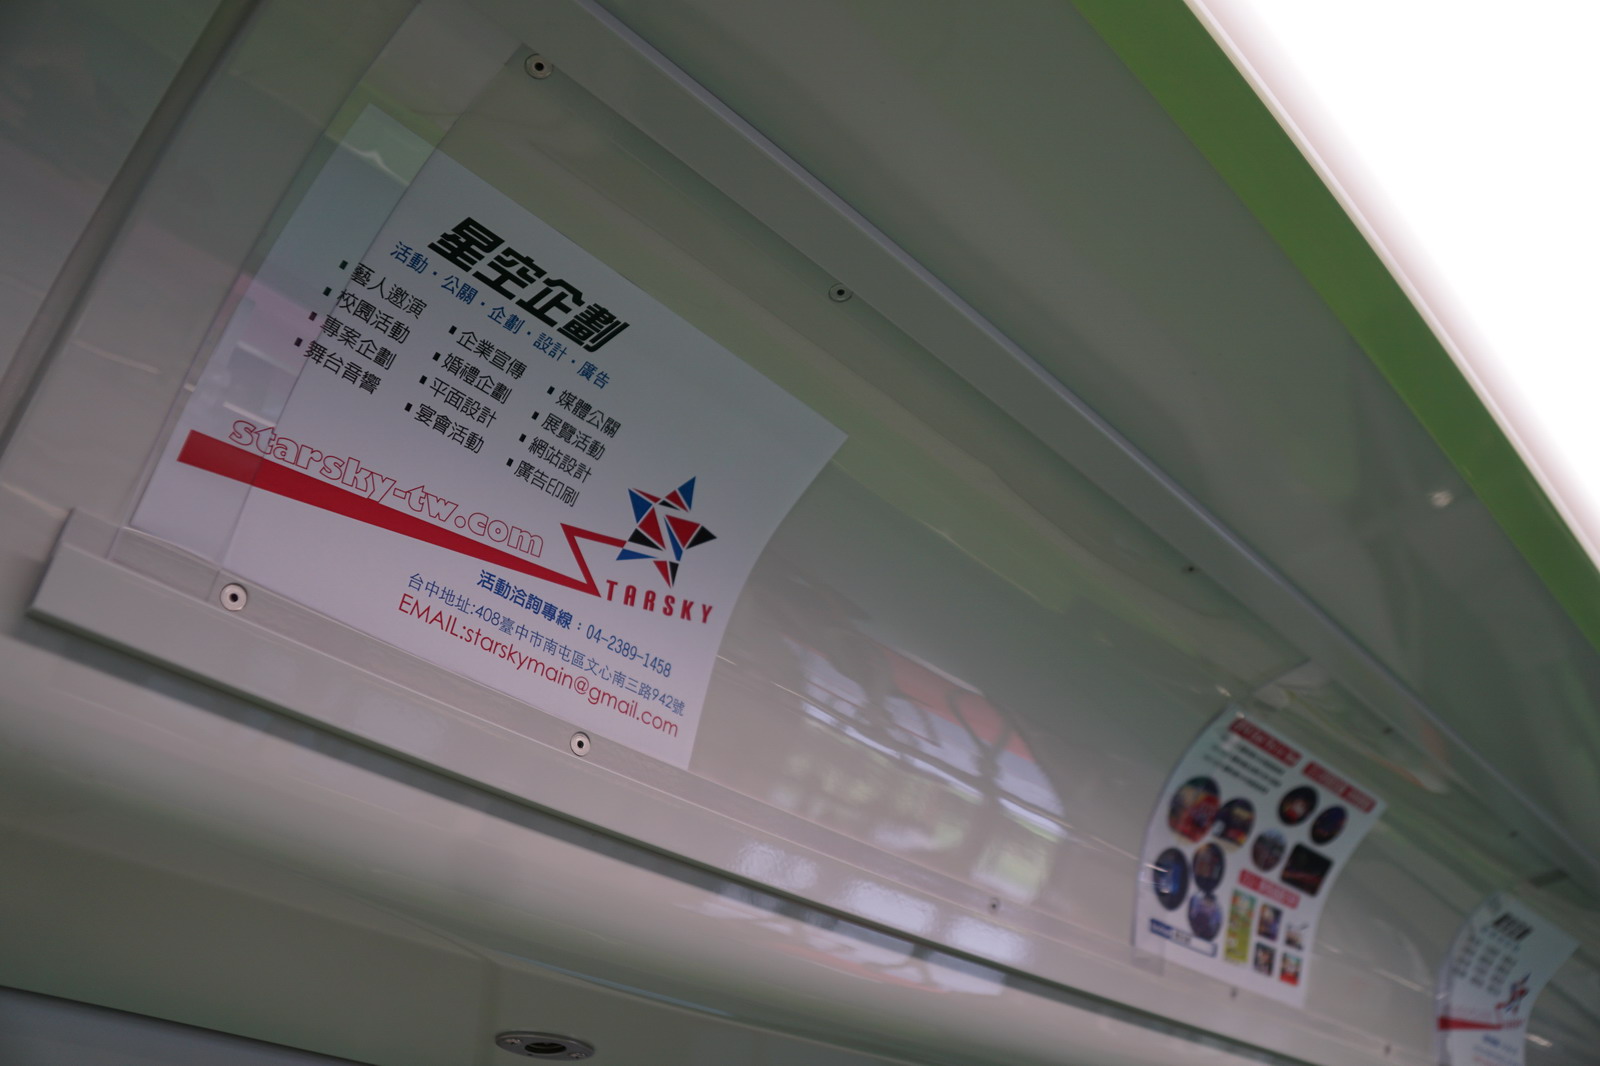 星空企劃
活動・公關・企劃・設計・廣告
▪藝人邀演
▪校園活動
▪專案企劃
▪舞台音響
▪企業宣傳
▪婚禮企劃
▪平面設計
▪宴會活動
▪媒體公關
▪展覽活動
▪網站設計
▪廣告印刷
starsky-tw.com
TARSKY
活動洽詢專線：04-2389-1458
台中地址:408臺中市南屯區文心南三路942號
EMAIL:starskymain@gmail.com